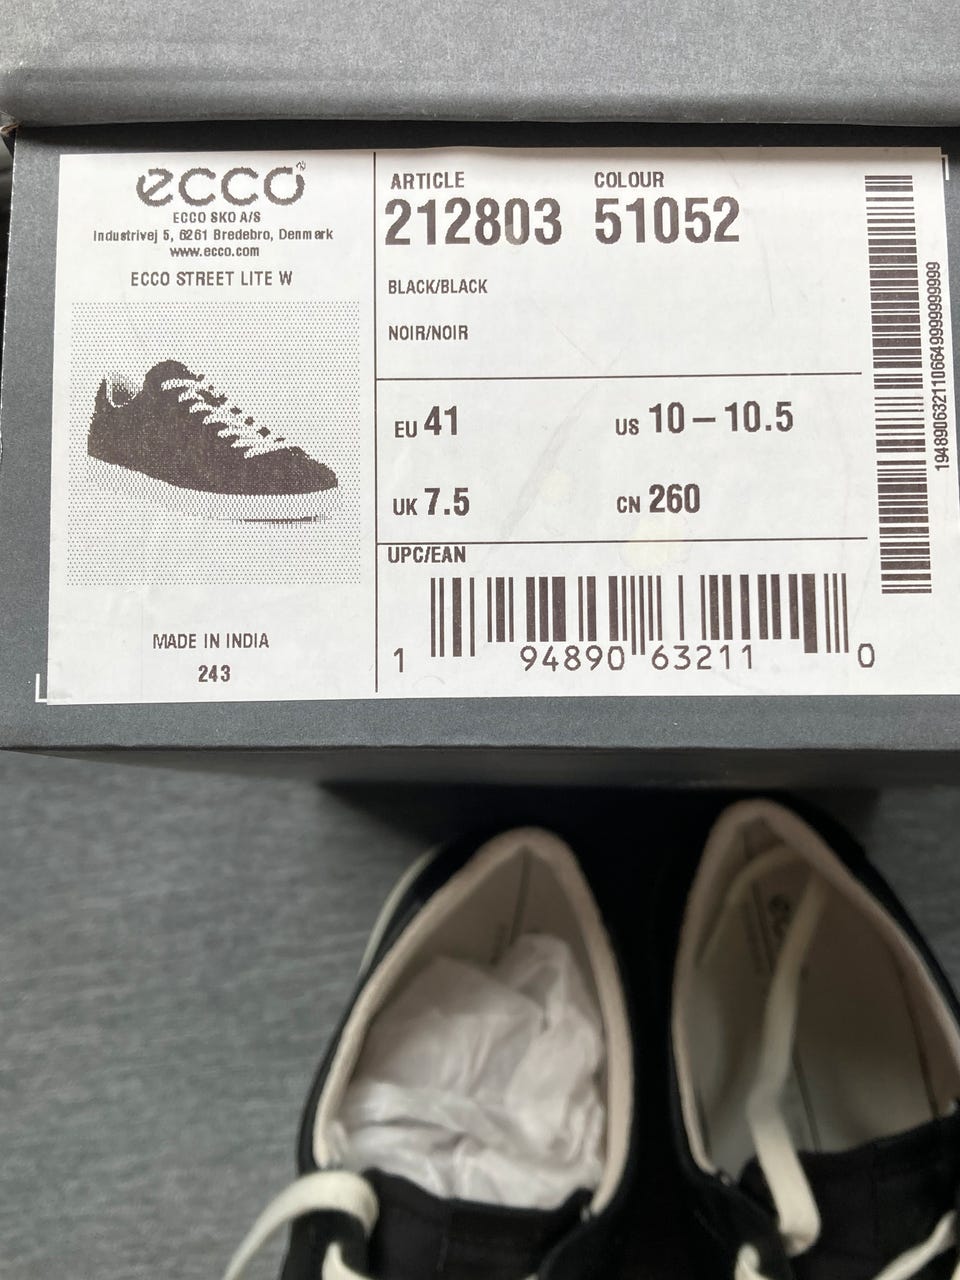 ecco
ECCO SKO A/S
Industrivej 5, 6261 Bredebro, Denmark
www.ecco.com
ECCO STREET LITE W
MADE IN INDIA
243
ARTICLE COLOUR
212803 51052
BLACK/BLACK
NOIR/NOIR
EU 41 US 10 – 10.5
UK 7.5 CN 260
UPC/EAN
1 94890 63211 0